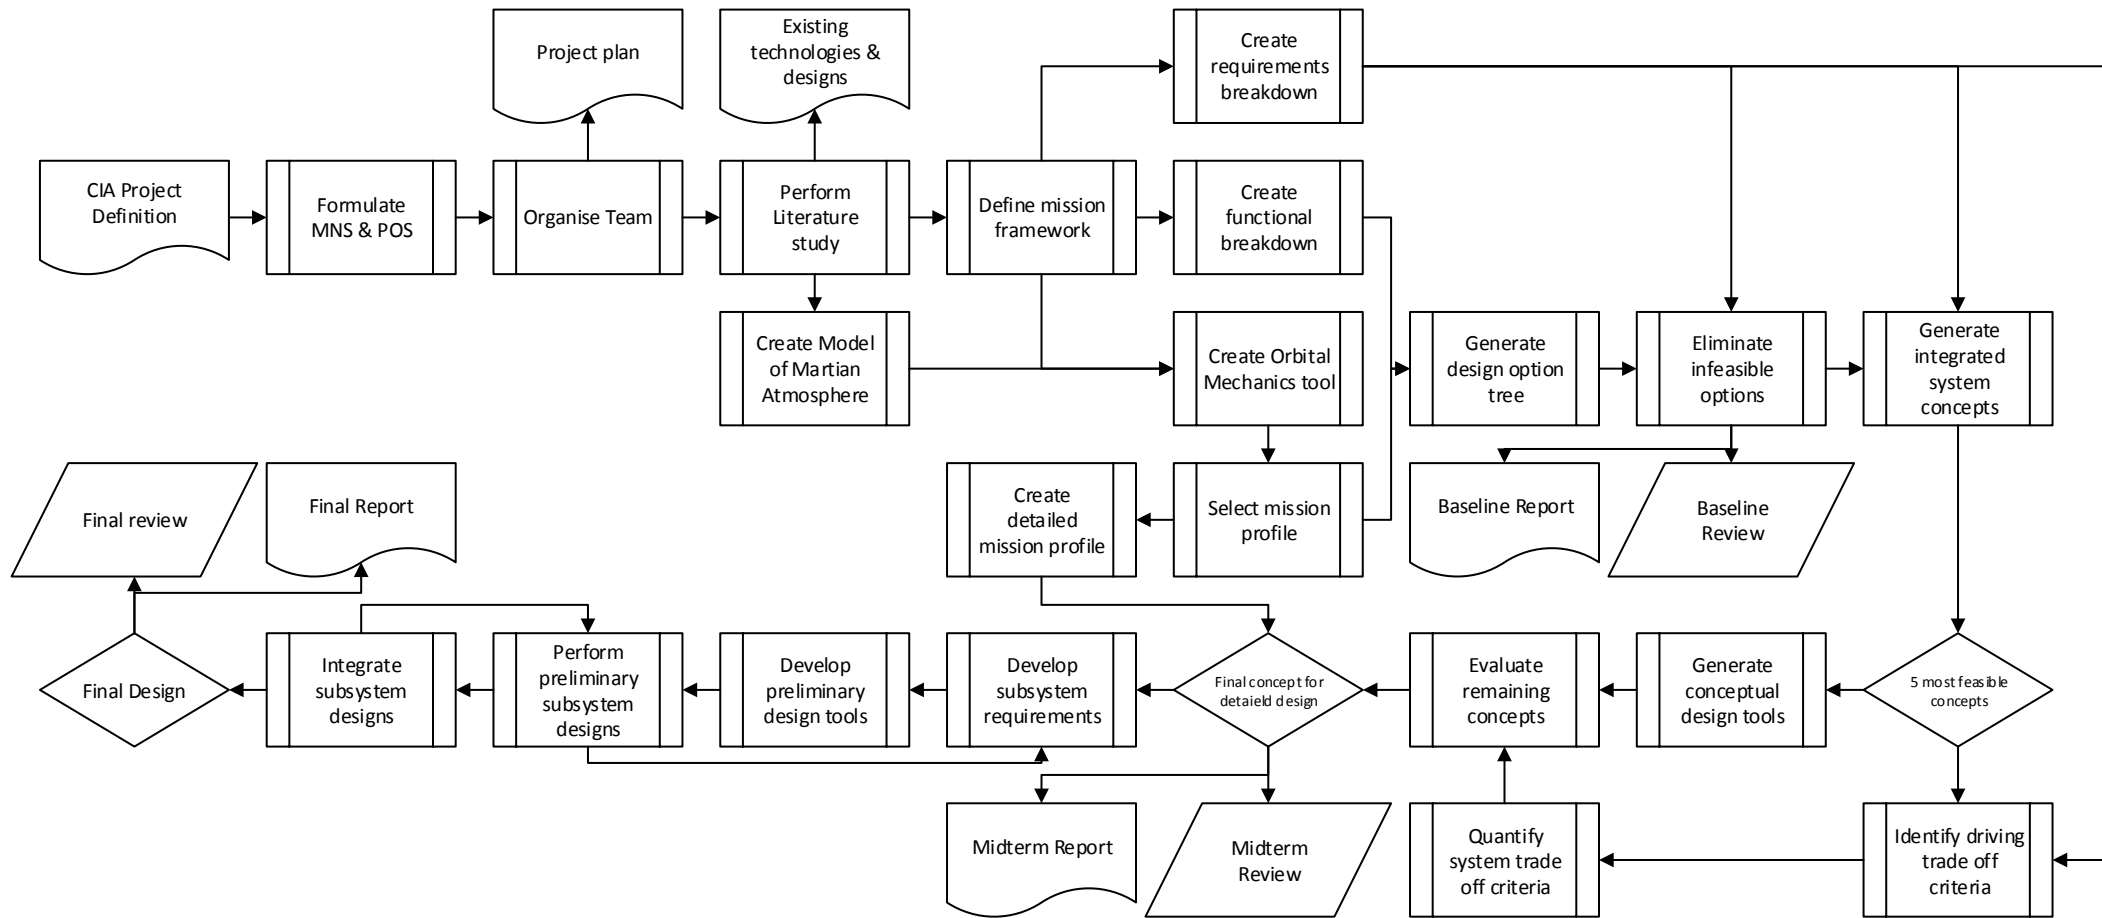 Project plan
Existing
technologies &
designs
Create
requirements
breakdown
CIA Project
Definition
Formulate
MNS & POS
Organise Team
Perform
Literature
study
Define mission
framework
Create
functional
breakdown
Create Model
of Martian
Atmosphere
Create Orbital
Mechanics tool
Generate
design option
tree
Eliminate
infeasible
options
Generate
integrated
system
concepts
Final review
Final Report
Create
detailed
mission profile
Select mission
profile
Baseline Report
Baseline
Review
Final Design
Integrate
subsystem
designs
Perform
preliminary
subsystem
designs
Develop
preliminary
design tools
Develop
subsystem
requirements
Final concept for
detaield design
Evaluate
remaining
concepts
Generate
conceptual
design tools
5 most feasible
concepts
Midterm Report
Midterm
Review
Quantify
system trade
off criteria
Identify driving
trade off
criteria